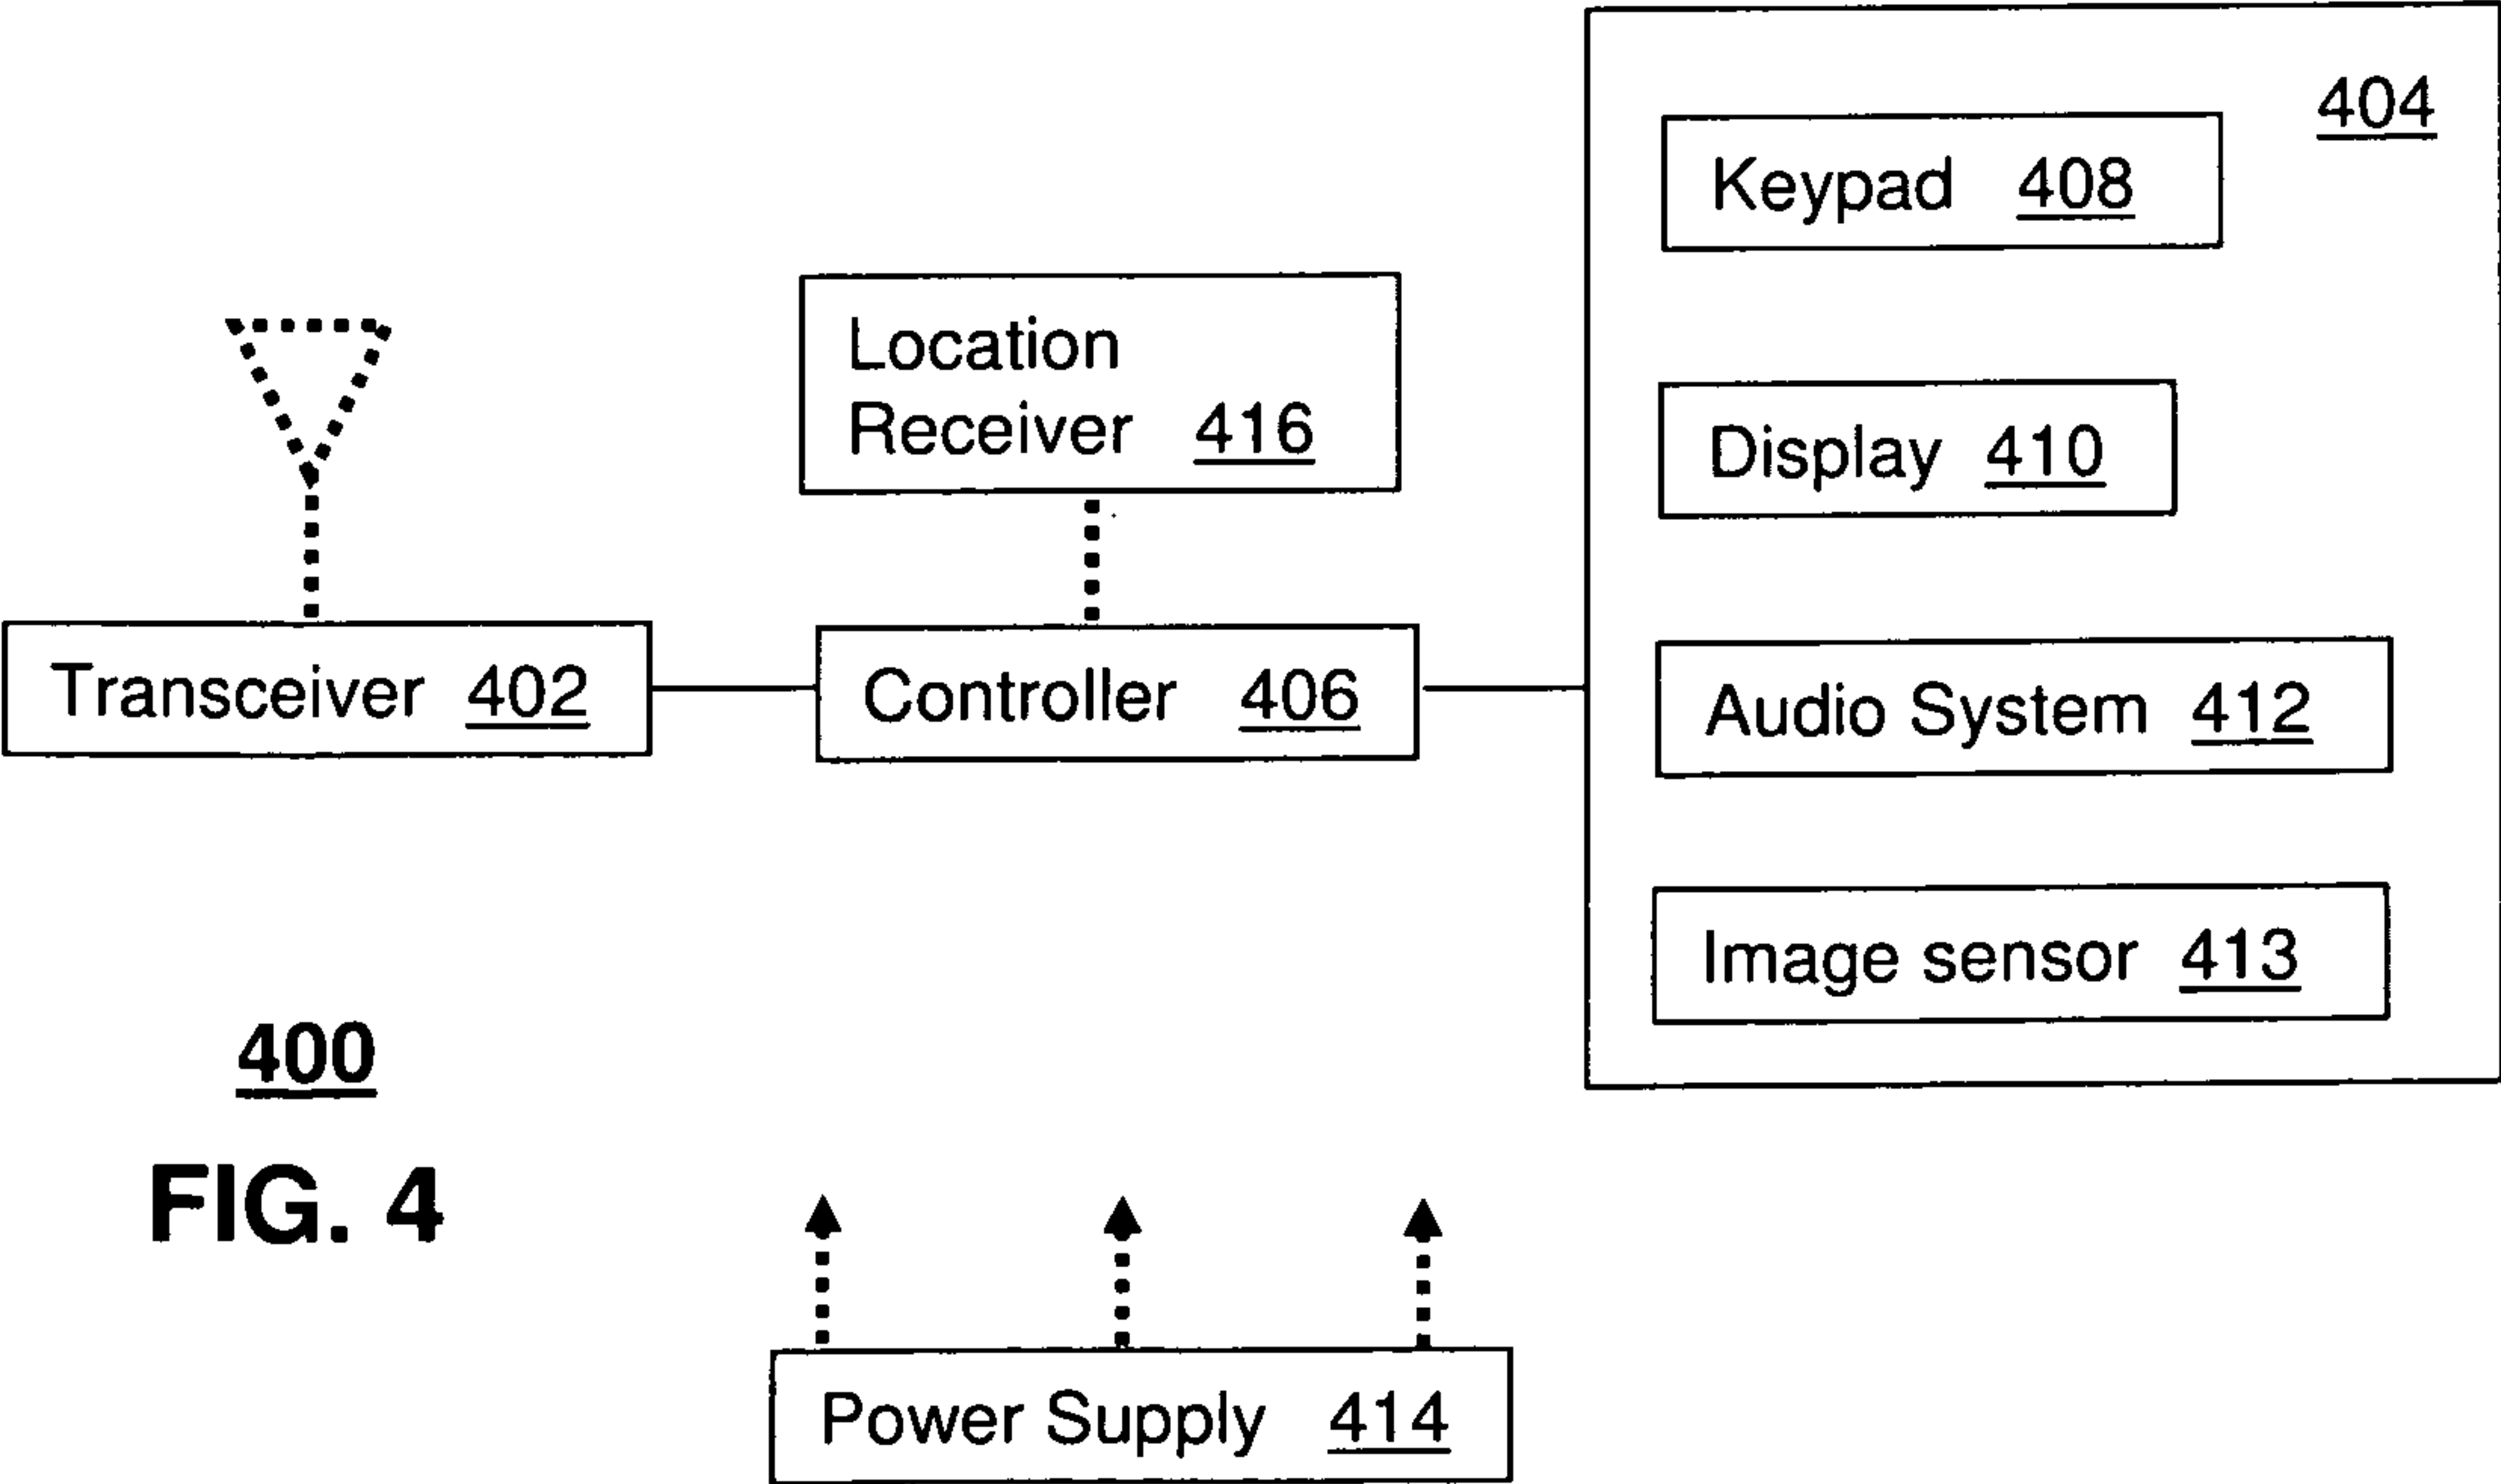 404
Keypad 408
Location
Receiver 416
Display 410
Transceiver 402
Controller 406
Audio System 412
Image sensor 413
400
FIG. 4
Power Supply 414